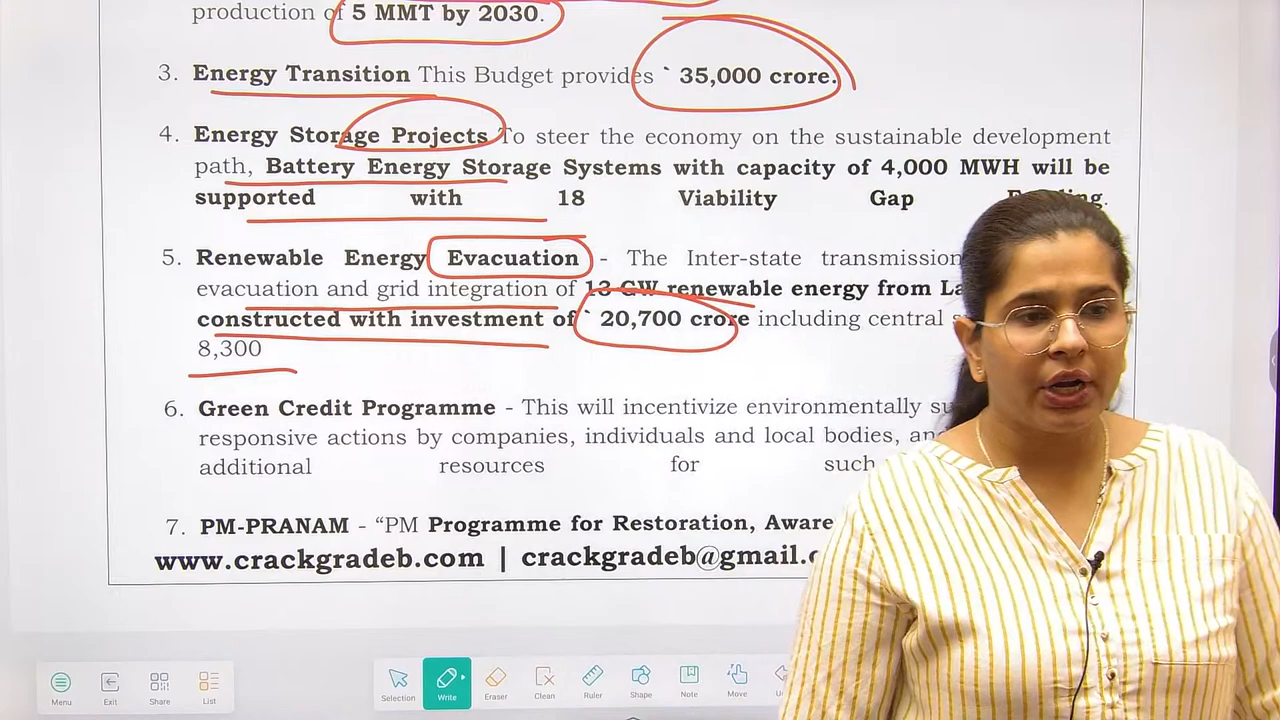 production of 5 MMT by 2030.
3. Energy Transition This Budget provides ` 35,000 crore.
4. Energy Storage Projects To steer the economy on the sustainable development
path, Battery Energy Storage Systems with capacity of 4,000 MWH will be
supported with 18 Viability Gap
5. Renewable Energy Evacuation - The Inter-state transmission
evacuation and grid integration of 13 GW renewable energy from
constructed with investment of ` 20,700 crore including central
8,300
6. Green Credit Programme - This will incentivize environmentally
responsive actions by companies, individuals and local bodies,
additional resources for such
7. PM-PRANAM - “PM Programme for Restoration,
www.crackgradeb.com | crackgradeb@gmail.
Menu Exit Share List Selection Write Eraser Clean Ruler Shape Note Move